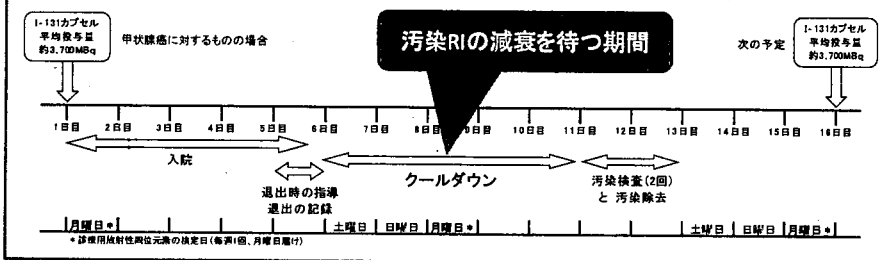 I-131カプセル
平均投与量
約3,700MBq
甲状腺癌に対するものの場合
汚染RIの減衰を待つ期間
次の予定
I-131カプセル
平均投与量
約3,700MBq
1日目 2日目 3日目 4日目 5日目 6日目 7日目 8日目 9日目 10日目 11日目 12日目 13日目 14日目 15日目 16日目
入院
退出時の指導
退出の記録
クールダウン
汚染検査(2回)
と 汚染除去
月曜日* 土曜日 日曜日 月曜日* 土曜日 日曜日 月曜日*
*診療用放射性同位元素の検定日(毎週1回、月曜日届け)